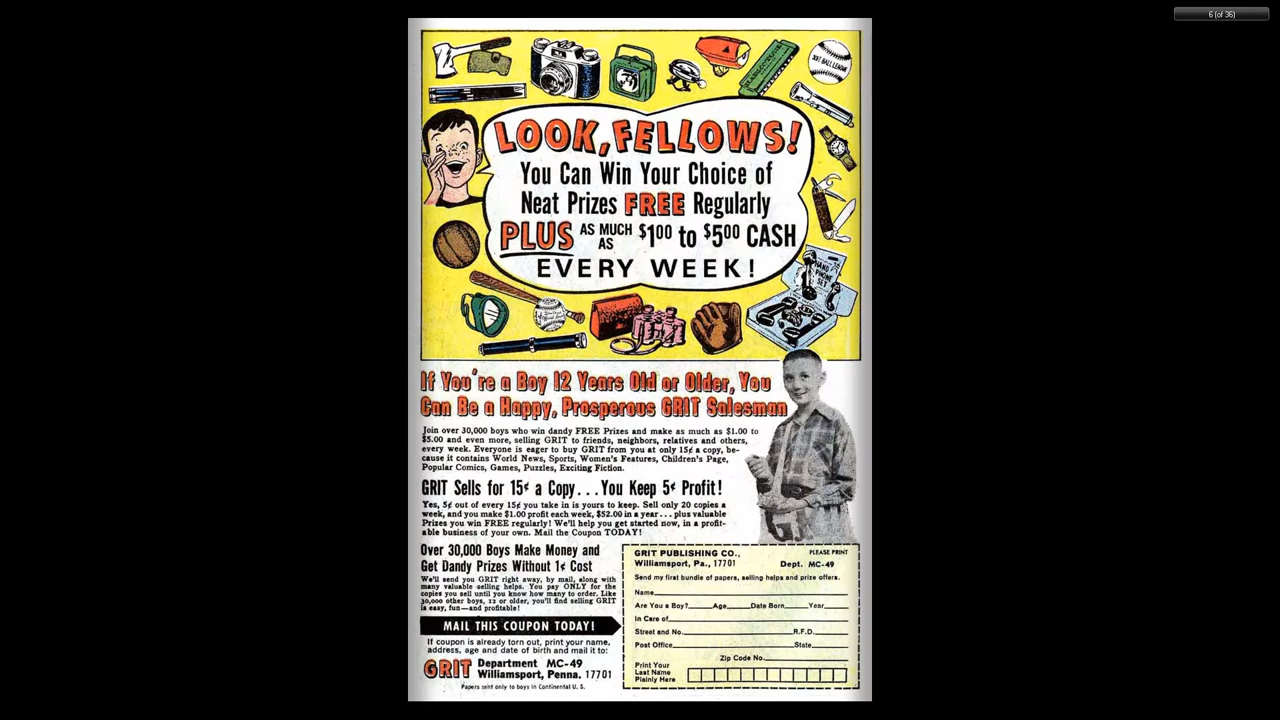 6 (of 36)
SOFT BALL LEAGUE
LOOK, FELLOWS!
You Can Win Your Choice of
Neat Prizes FREE Regularly
PLUS AS MUCH AS $1.00 to $5.00 CASH
EVERY WEEK!
HAND PHONE SET
If You're a Boy 12 Years Old or Older, You
Can Be a Happy, Prosperous GRIT Salesman
Join over 30,000 boys who win dandy FREE Prizes and make as much as $1.00 to
$5.00 and even more, selling GRIT to friends, neighbors, relatives and others,
every week. Everyone is eager to buy GRIT from you at only 15¢ a copy, be-
cause it contains World News, Sports, Women's Features, Children's Page,
Popular Comics, Games, Puzzles, Exciting Fiction.
GRIT Sells for 15¢ a Copy...You Keep 5¢ Profit!
Yes, 5¢ out of every 15¢ you take in is yours to keep. Sell only 20 copies a
week, and you make $1.00 profit each week, $52.00 in a year... plus valuable
Prizes you win FREE regularly! We'll help you get started now, in a profit-
able business of your own. Mail the Coupon TODAY!
Over 30,000 Boys Make Money and
Get Dandy Prizes Without 1¢ Cost
We'll send you GRIT right away, by mail, along with
many valuable selling helps. You pay ONLY for the
copies you sell until you know how many to order. Like
30,000 other boys, 12 or older, you'll find selling GRIT
is easy, fun—and profitable!
MAIL THIS COUPON TODAY!
If coupon is already torn out, print your name,
address, age and date of birth and mail it to:
GRIT Department MC-49
Williamsport, Penna. 17701
Papers sent only to boys in Continental U. S.
GRIT PUBLISHING CO., PLEASE PRINT
Williamsport, Pa., 17701 Dept. MC-49
Send my first bundle of papers, selling helps and prize offers.
Name
Are You a Boy? Age Date Born Year
In Care of
Street and No. R.F.D.
Post Office State
Zip Code No.
Print Your
Last Name
Plainly Here